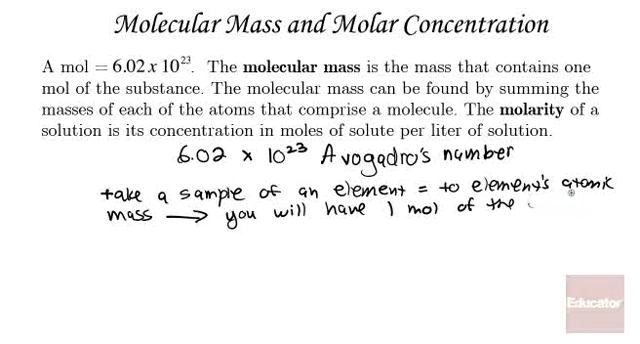 Molecular Mass and Molar Concentration
A mol = 6.02 x 10²³. The molecular mass is the mass that contains one
mol of the substance. The molecular mass can be found by summing the
masses of each of the atoms that comprise a molecule. The molarity of a
solution is its concentration in moles of solute per liter of solution.
6.02 x 10²³ Avogadro's number
take a sample of an element = to element's atomic
mass → you will have 1 mol of the
Educator